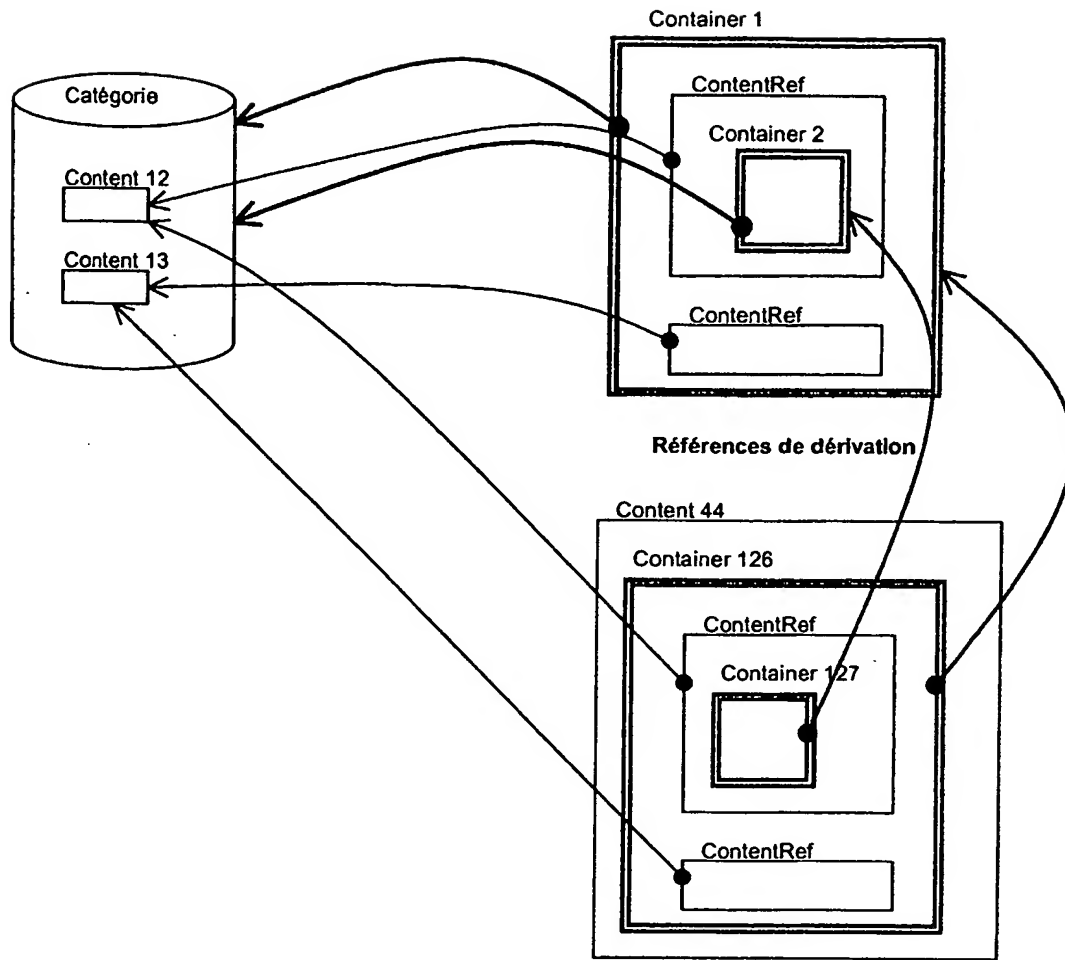 Container 1
Catégorie
ContentRef
Container 2
Content 12
Content 13
ContentRef
Références de dérivation
Content 44
Container 126
ContentRef
Container 127
ContentRef